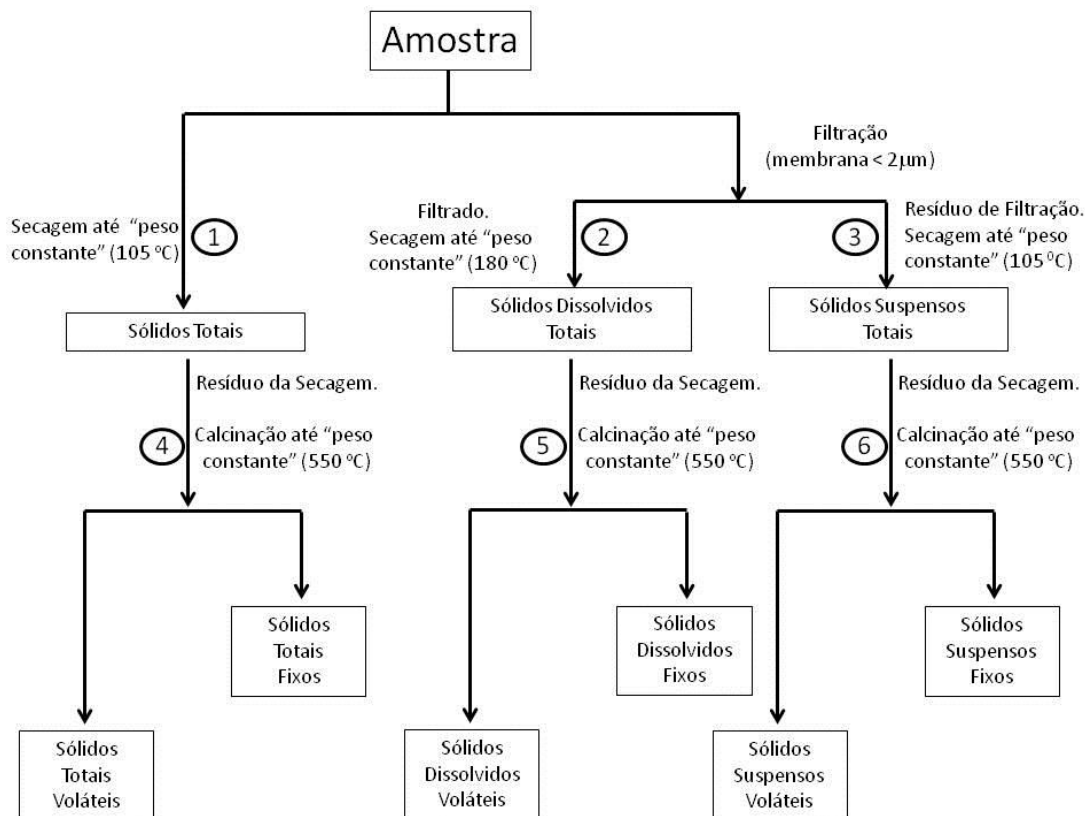 Amostra
Filtração
(membrana < 2µm)
Secagem até “peso
constante” (105 ºC)
1
Filtrado.
Secagem até “peso
constante” (180 ºC)
2
3
Resíduo de Filtração.
Secagem até “peso
constante” (105 ⁰C)
Sólidos Totais
Sólidos Dissolvidos
Totais
Sólidos Suspensos
Totais
Resíduo da Secagem.
4
Calcinação até “peso
constante” (550 ºC)
Resíduo da Secagem.
5
Calcinação até “peso
constante” (550 ºC)
Resíduo da Secagem.
6
Calcinação até “peso
constante” (550 ºC)
Sólidos
Totais
Fixos
Sólidos
Dissolvidos
Fixos
Sólidos
Suspensos
Fixos
Sólidos
Totais
Voláteis
Sólidos
Dissolvidos
Voláteis
Sólidos
Suspensos
Voláteis